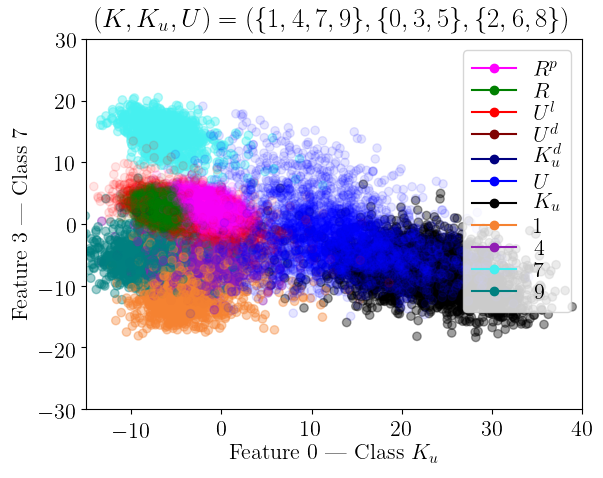 (K, K_u, U) = ({1, 4, 7, 9}, {0, 3, 5}, {2, 6, 8})
30
20
10
0
−10
−20
−30
Feature 3 — Class 7
−10
0
10
20
30
40
Feature 0 — Class K_u
R^p
R
U^l
U^d
K_u^d
U
K_u
1
4
7
9